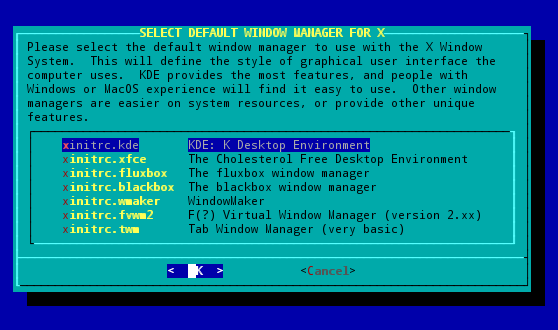 SELECT DEFAULT WINDOW MANAGER FOR X
Please select the default window manager to use with the X Window
System.  This will define the style of graphical user interface the
computer uses.  KDE provides the most features, and people with
Windows or MacOS experience will find it easy to use.  Other window
managers are easier on system resources, or provide other unique
features.
xinitrc.kde KDE: K Desktop Environment
xinitrc.xfce The Cholesterol Free Desktop Environment
xinitrc.fluxbox The fluxbox window manager
xinitrc.blackbox The blackbox window manager
xinitrc.wmaker WindowMaker
xinitrc.fvwm2 F(?) Virtual Window Manager (version 2.xx)
xinitrc.twm Tab Window Manager (very basic)
< K > <Cancel>